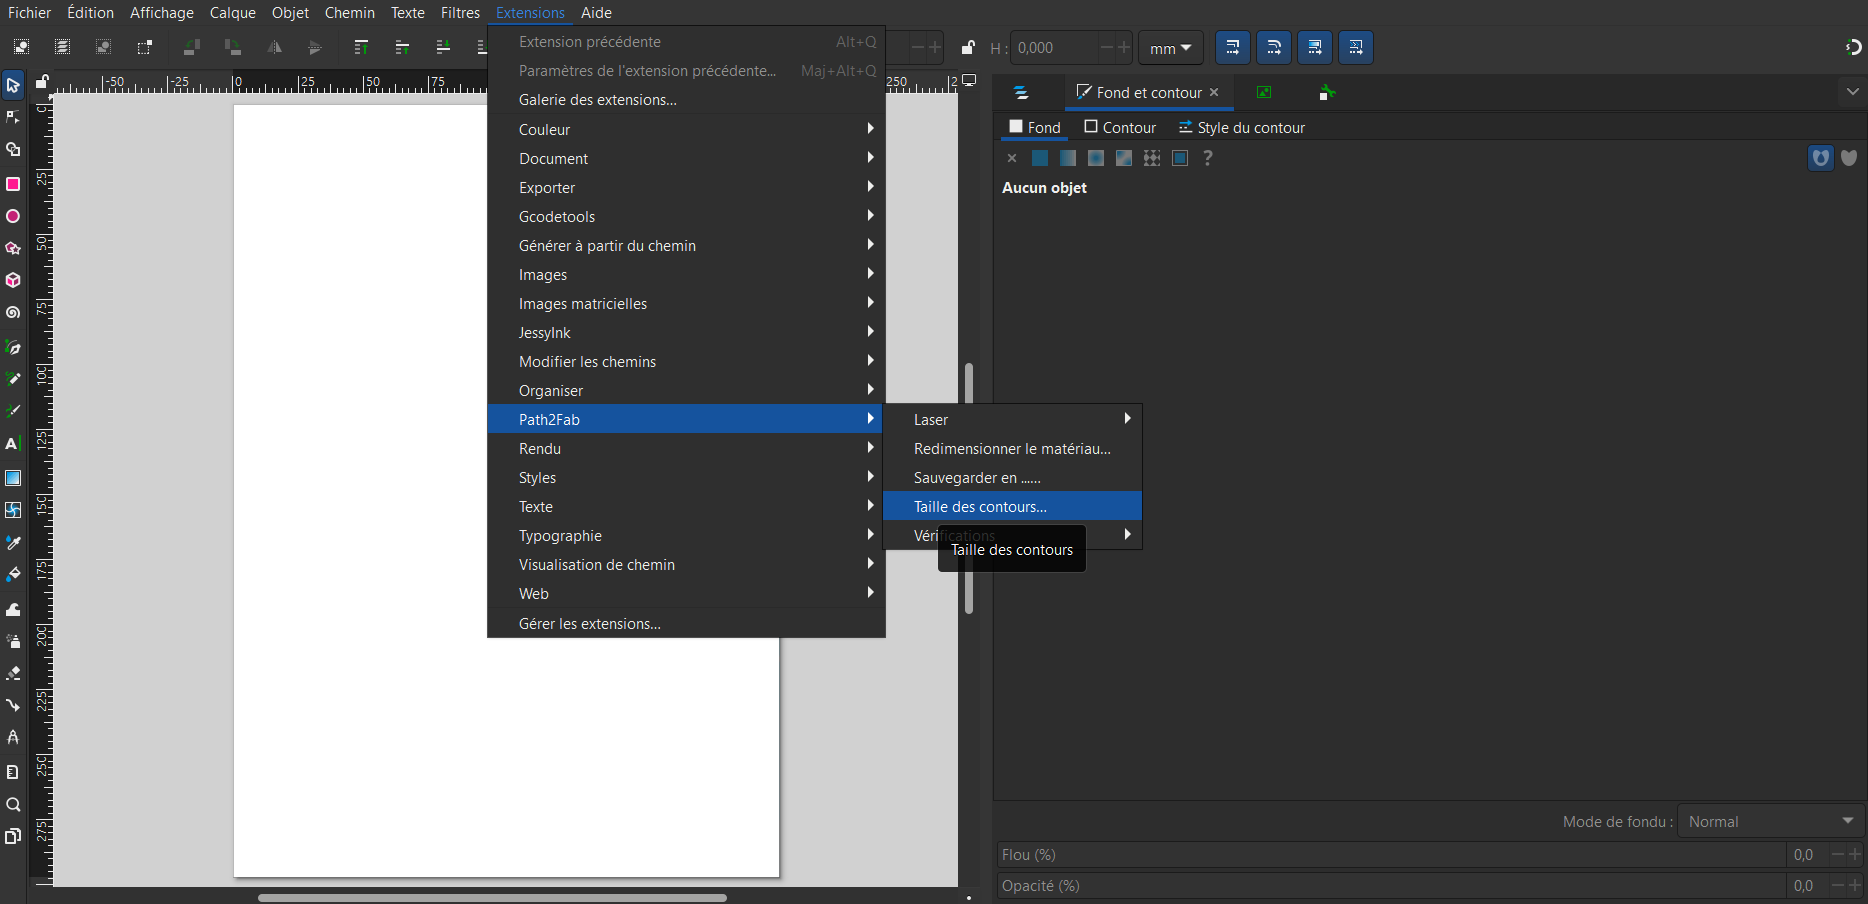 Fichier Édition Affichage Calque Objet Chemin Texte Filtres Extensions Aide
H : 0,000 mm
-50 -25 0 25 50 75 250 2
0
25
50
75
100
125
150
175
200
225
250
275
Extension précédente Alt+Q
Paramètres de l'extension précédente... Maj+Alt+Q
Galerie des extensions...
Couleur
Document
Exporter
Gcodetools
Générer à partir du chemin
Images
Images matricielles
JessyInk
Modifier les chemins
Organiser
Path2Fab
Rendu
Styles
Texte
Typographie
Visualisation de chemin
Web
Gérer les extensions...
Laser
Redimensionner le matériau...
Sauvegarder en ......
Taille des contours...
Vérifications
Taille des contours
Fond et contour
Fond Contour Style du contour
?
Aucun objet
Mode de fondu : Normal
Flou (%) 0,0
Opacité (%) 0,0